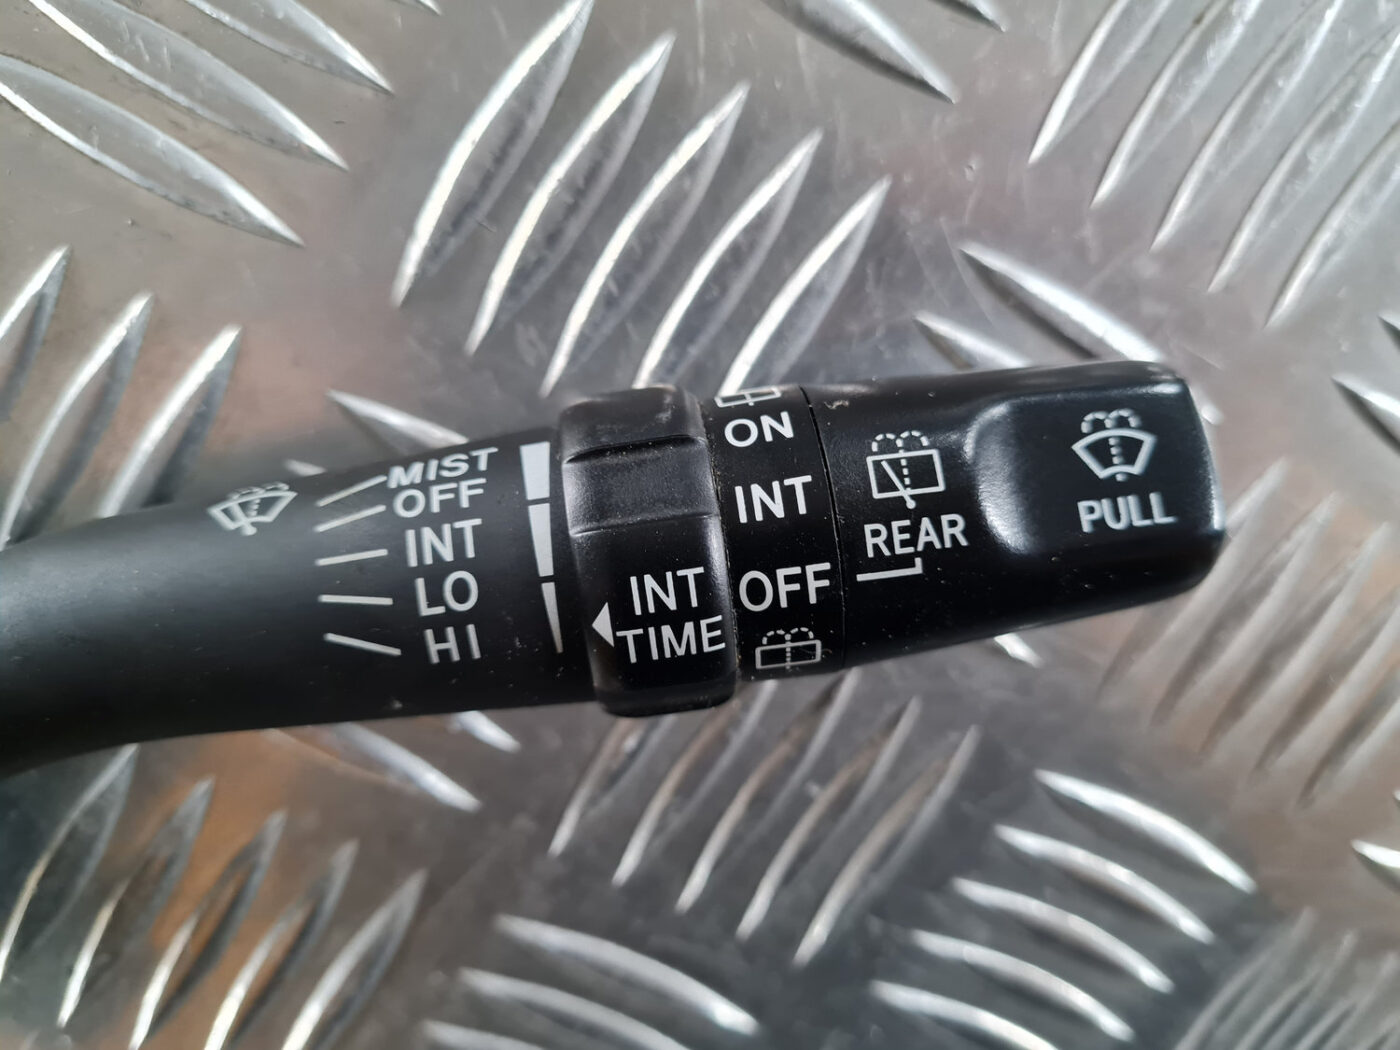 MIST
OFF
INT
LO
HI
INT
TIME
ON
INT
OFF
REAR
PULL